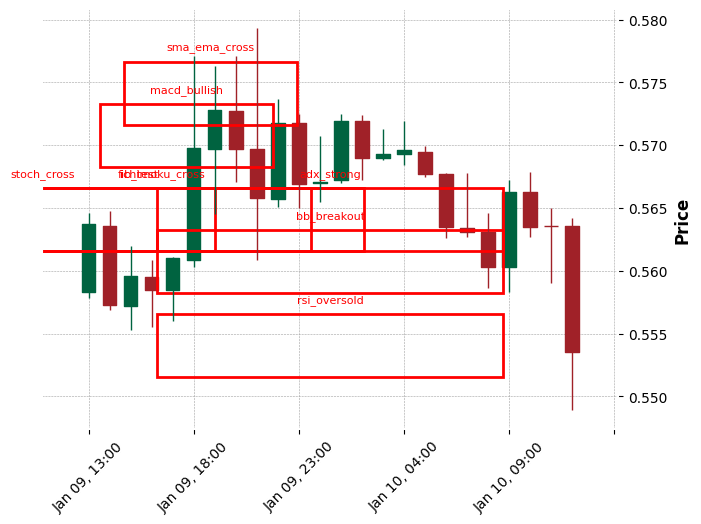 sma_ema_cross
macd_bullish
stoch_cross
ichimoku_cross
adx_strong
bb_breakout
rsi_oversold
0.580
0.575
0.570
0.565
0.560
0.555
0.550
Price
Jan 09, 13:00
Jan 09, 18:00
Jan 09, 23:00
Jan 10, 04:00
Jan 10, 09:00